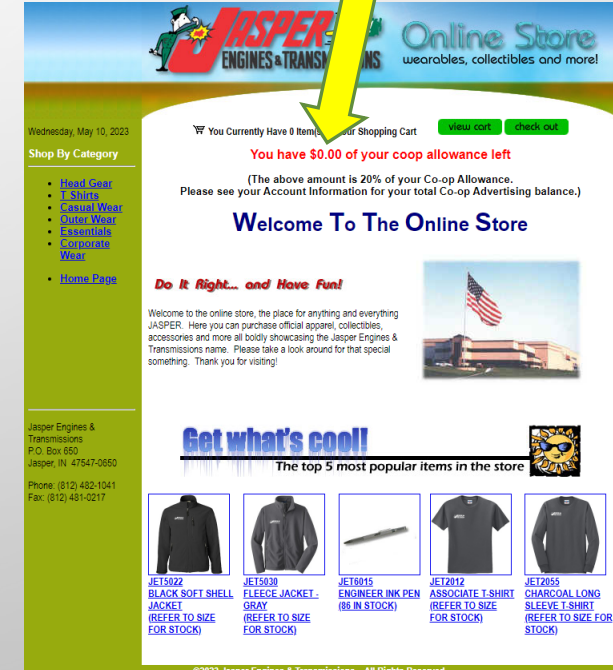 JASPER
ENGINES & TRANSMISSIONS
Online Store
wearables, collectibles and more!
Wednesday, May 10, 2023
You Currently Have 0 Item(s) Your Shopping Cart
view cart
check out
Shop By Category
You have $0.00 of your coop allowance left
(The above amount is 20% of your Co-op Allowance.
Please see your Account Information for your total Co-op Advertising balance.)
Head Gear
T Shirts
Casual Wear
Outer Wear
Essentials
Corporate
Wear
Home Page
Welcome To The Online Store
Do It Right... and Have Fun!
Welcome to the online store, the place for anything and everything
JASPER. Here you can purchase official apparel, collectibles,
accessories and more all boldly showcasing the Jasper Engines &
Transmissions name. Please take a look around for that special
something. Thank you for visiting!
Jasper Engines &
Transmissions
P.O. Box 650
Jasper, IN 47547-0650
Phone: (812) 482-1041
Fax: (812) 481-0217
Get what's cool!
The top 5 most popular items in the store
JET5022
BLACK SOFT SHELL
JACKET
(REFER TO SIZE
FOR STOCK)
JET5030
FLEECE JACKET -
GRAY
(REFER TO SIZE
FOR STOCK)
JET6015
ENGINEER INK PEN
(86 IN STOCK)
JET2012
ASSOCIATE T-SHIRT
(REFER TO SIZE
FOR STOCK)
JET2055
CHARCOAL LONG
SLEEVE T-SHIRT
(REFER TO SIZE FOR
STOCK)
©2023 Jasper Engines & Transmissions - All Rights Reserved